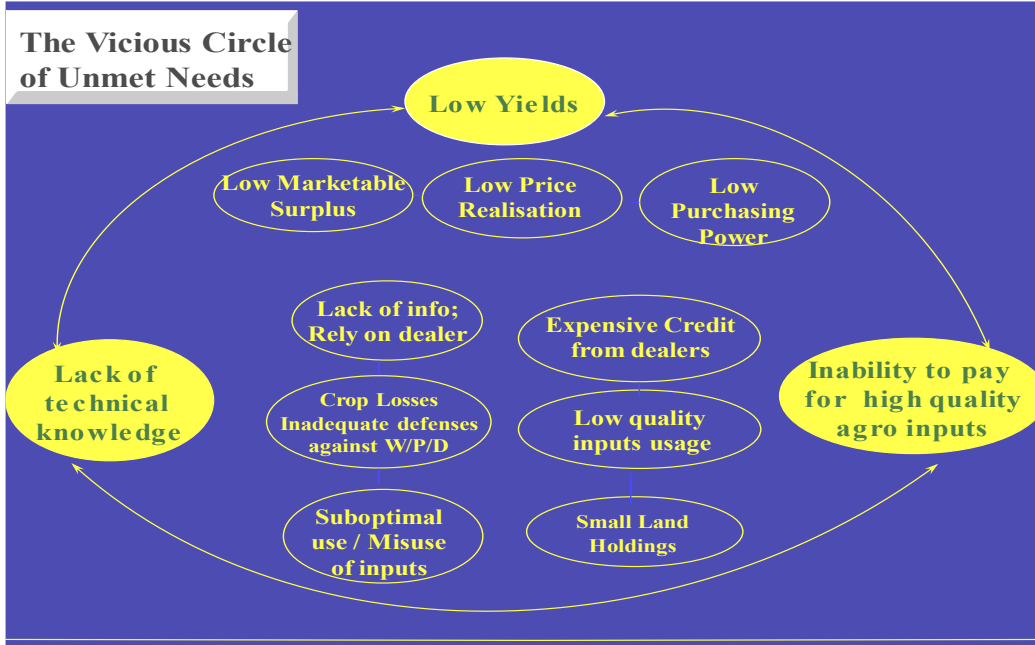 The Vicious Circle
of Unmet Needs
Low Yields
Low Marketable
Surplus
Low Price
Realisation
Low
Purchasing
Power
Lack of info;
Rely on dealer
Expensive Credit
from dealers
Lack of
technical
knowledge
Inability to pay
for high quality
agro inputs
Crop Losses
Inadequate defenses
against W/P/D
Low quality
inputs usage
Suboptimal
use / Misuse
of inputs
Small Land
Holdings